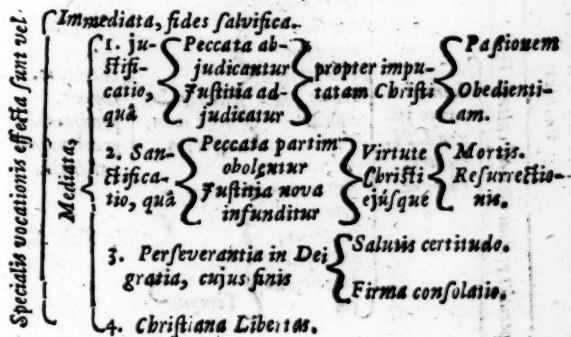 Specialis vocationis effecta sunt vel
Immediata, fides salvifica.
Mediata,
1. ju-
stifi-
catio,
quâ
Peccata ab-
judicantur
Justitia ad-
judicatur
propter impu-
tatam Christi
Passionem
Obedienti-
am.
2. San-
ctifica-
tio, quâ
Peccata partim
obolentur
Justitia nova
infunditur
Virtute
Christi
ejúsque
Mortis.
Resurrectio-
nis.
3. Perseverantia in Dei
gratia, cujus finis
Salutis certitudo.
Firma consolatio.
4. Christiana Libertas.